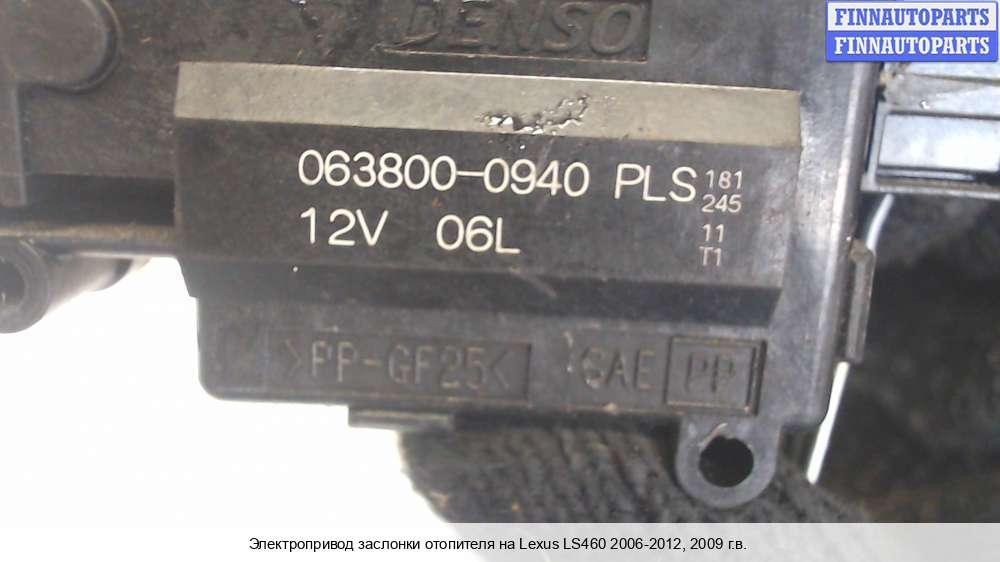 FINNAUTOPARTS
FINNAUTOPARTS
DENSO
063800-0940 PLS 181
245
12V 06L 11
T1
>PP-GF25<
SAE PP
Электропривод заслонки отопителя на Lexus LS460 2006-2012, 2009 г.в.